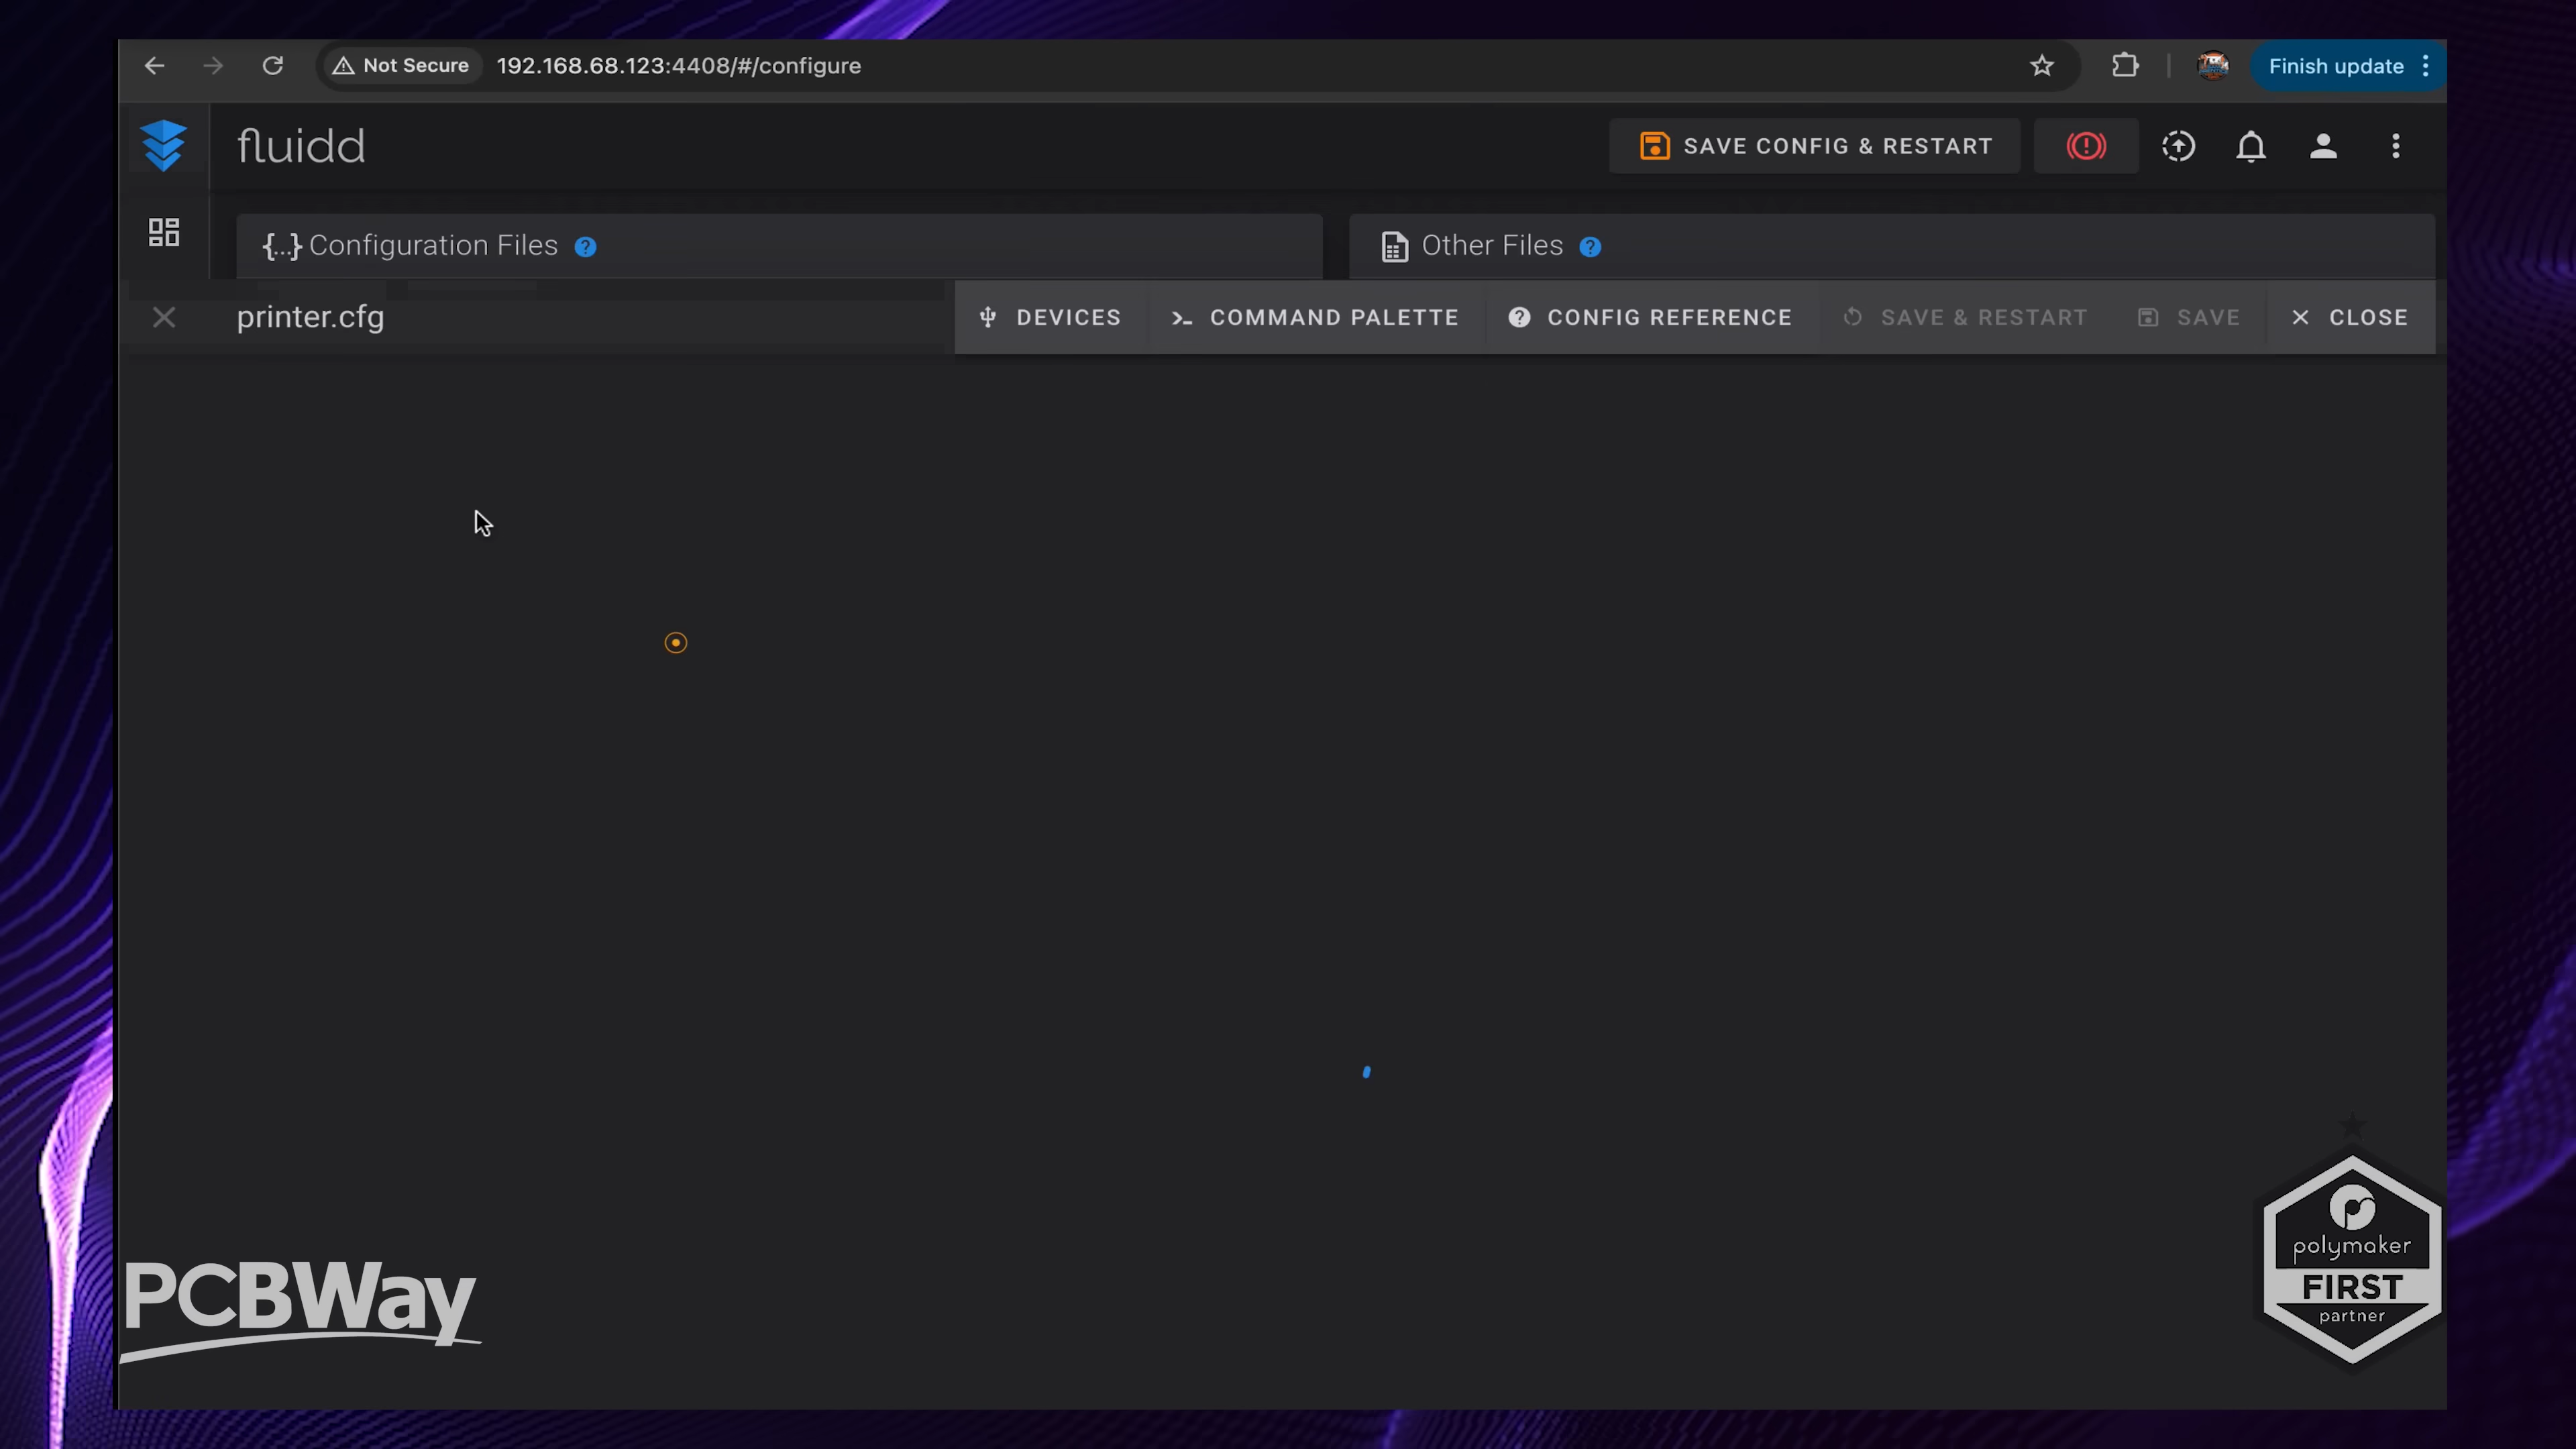 Not Secure 192.168.68.123:4408/#/configure Finish update
fluidd SAVE CONFIG & RESTART
{...} Configuration Files ? Other Files ?
printer.cfg DEVICES COMMAND PALETTE CONFIG REFERENCE SAVE & RESTART SAVE CLOSE
polymaker
FIRST
partner
PCBWay